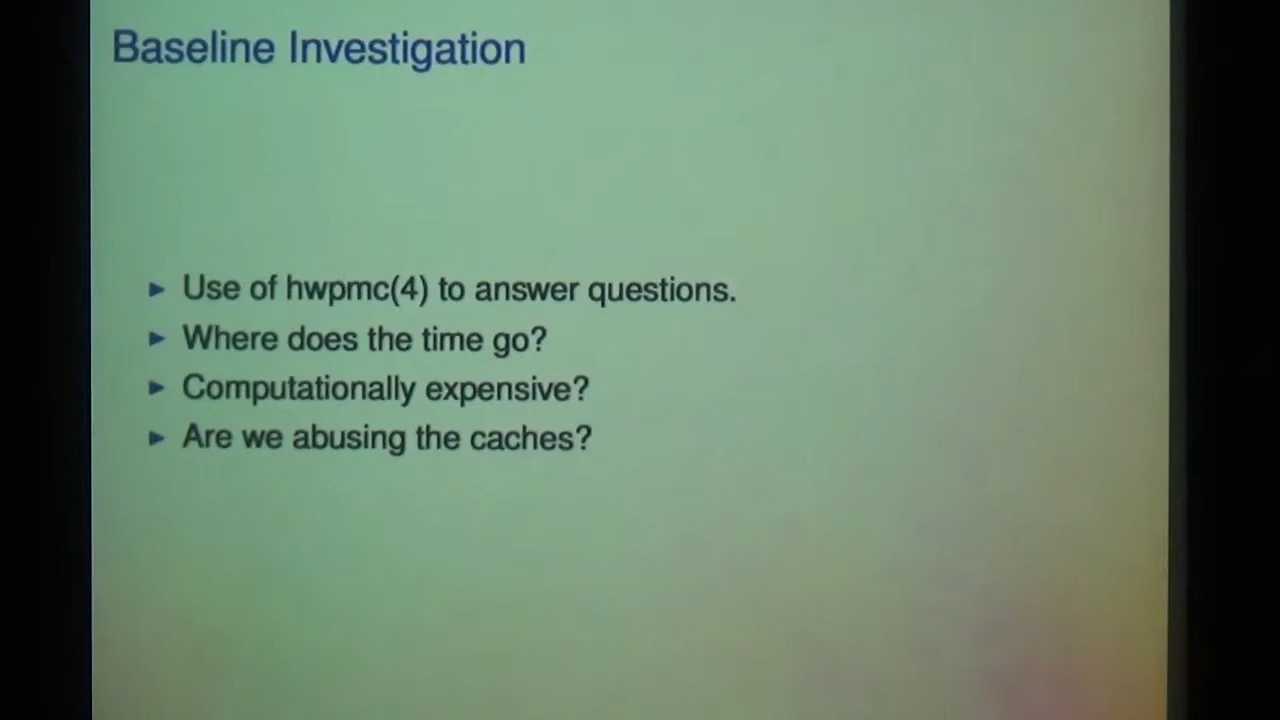 Baseline Investigation
► Use of hwpmc(4) to answer questions.
► Where does the time go?
► Computationally expensive?
► Are we abusing the caches?